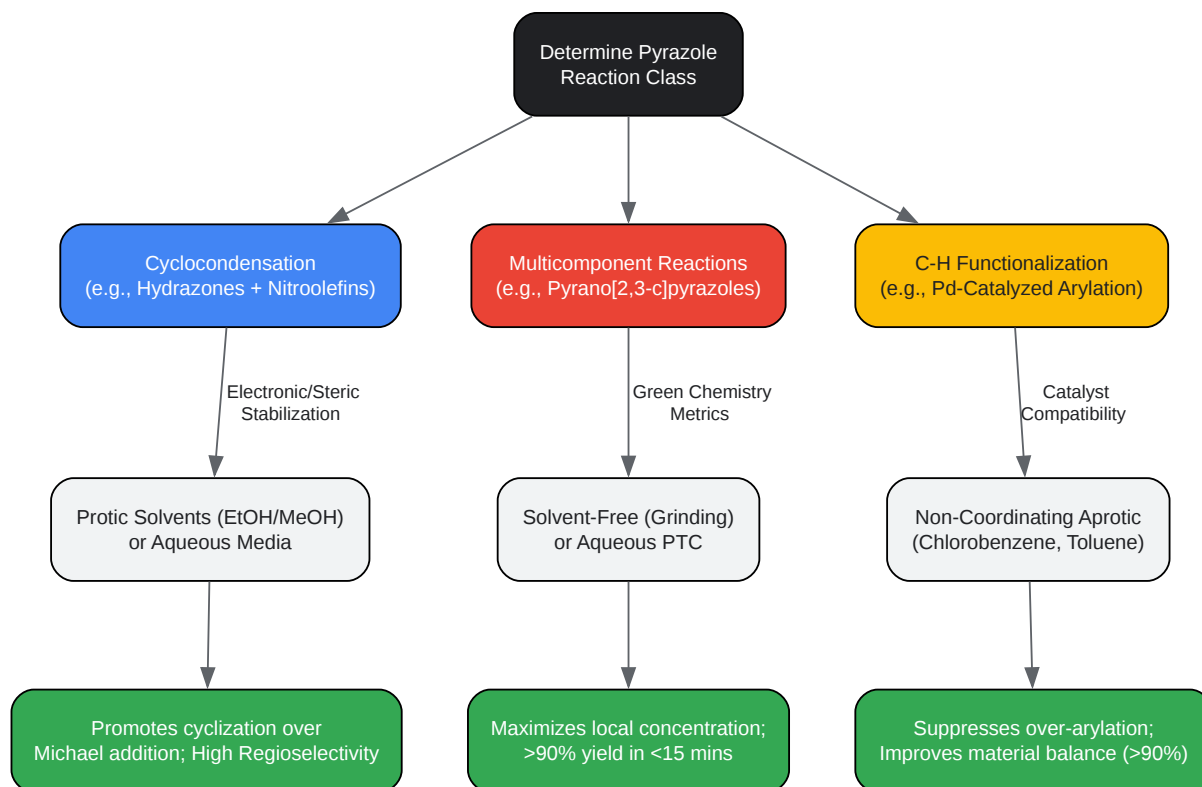 Determine Pyrazole
Reaction Class
Cyclocondensation
(e.g., Hydrazones + Nitroolefins)
Multicomponent Reactions
(e.g., Pyrano[2,3-c]pyrazoles)
C-H Functionalization
(e.g., Pd-Catalyzed Arylation)
Electronic/Steric
Stabilization
Green Chemistry
Metrics
Catalyst
Compatibility
Protic Solvents (EtOH/MeOH)
or Aqueous Media
Solvent-Free (Grinding)
or Aqueous PTC
Non-Coordinating Aprotic
(Chlorobenzene, Toluene)
Promotes cyclization over
Michael addition; High Regioselectivity
Maximizes local concentration;
>90% yield in <15 mins
Suppresses over-arylation;
Improves material balance (>90%)